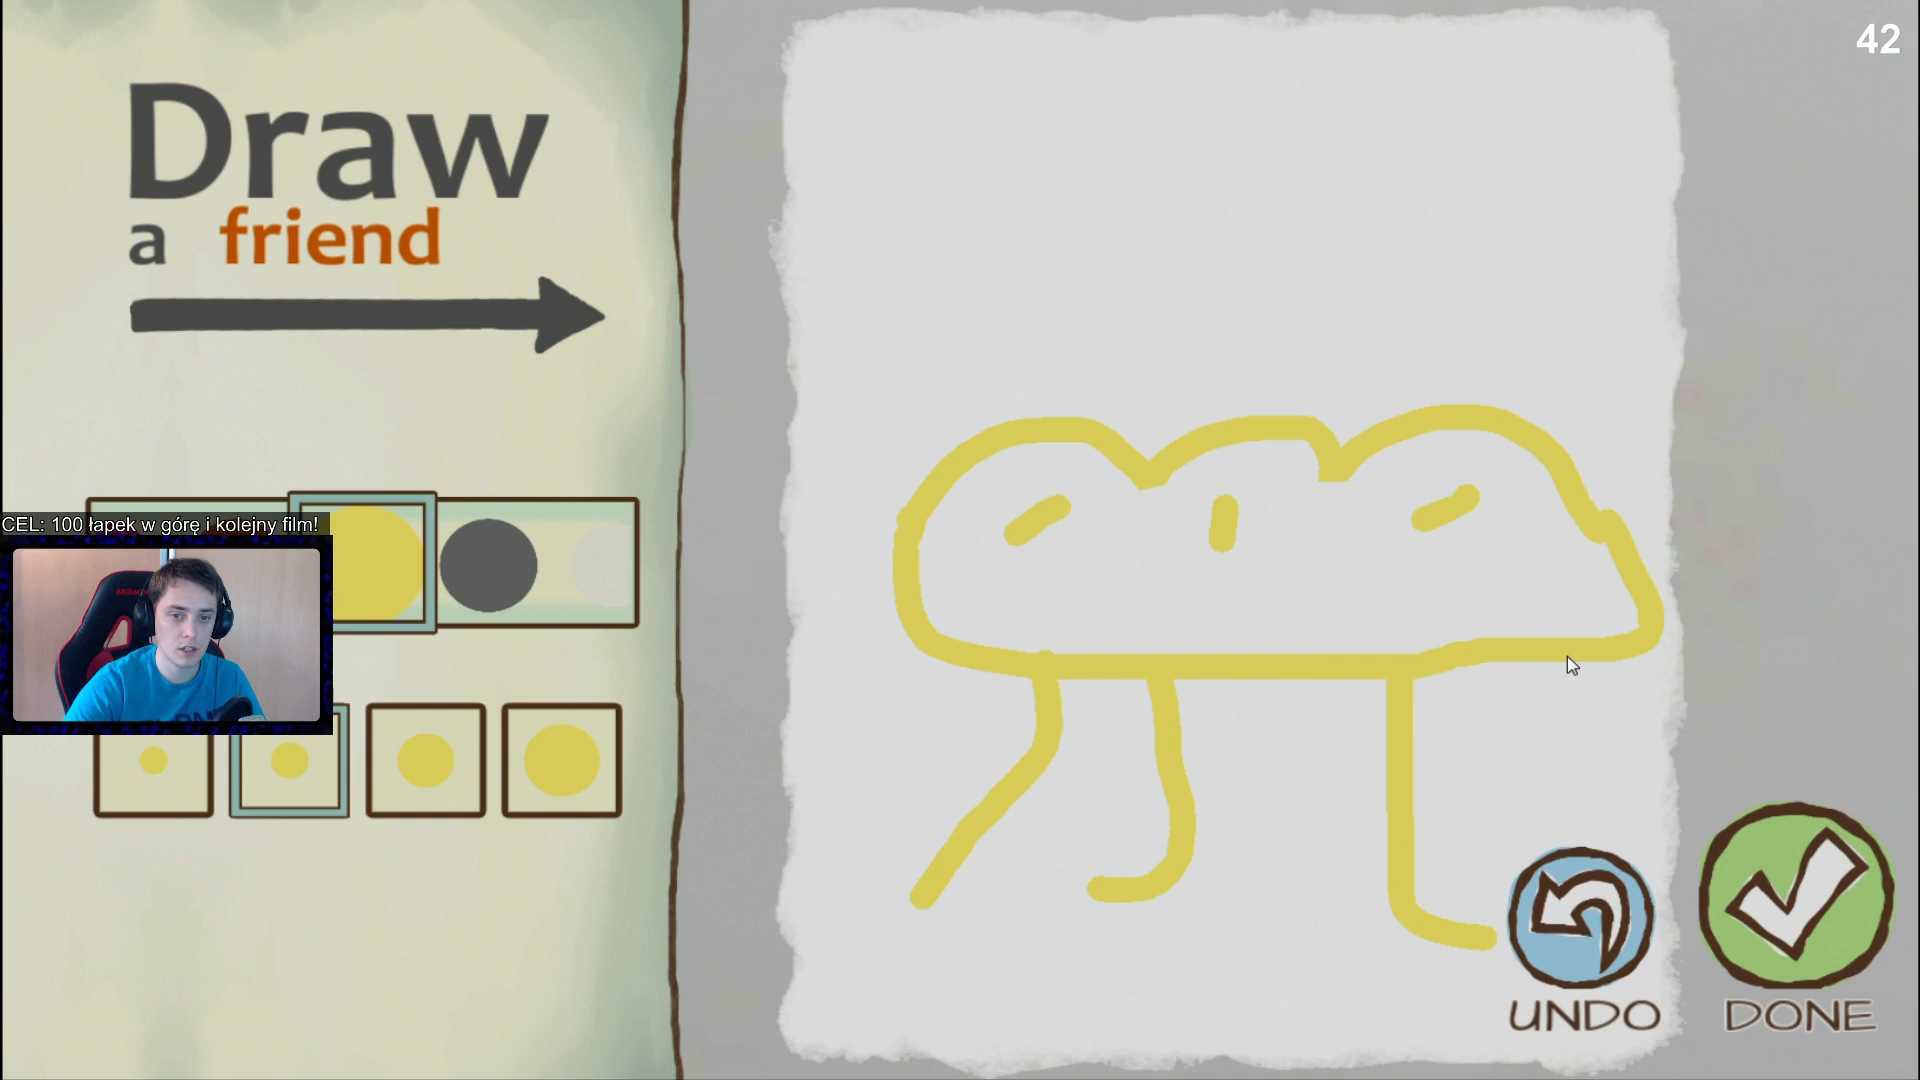 42
Draw
a friend
CEL: 100 łapek w górę i kolejny film!
UNDO
DONE